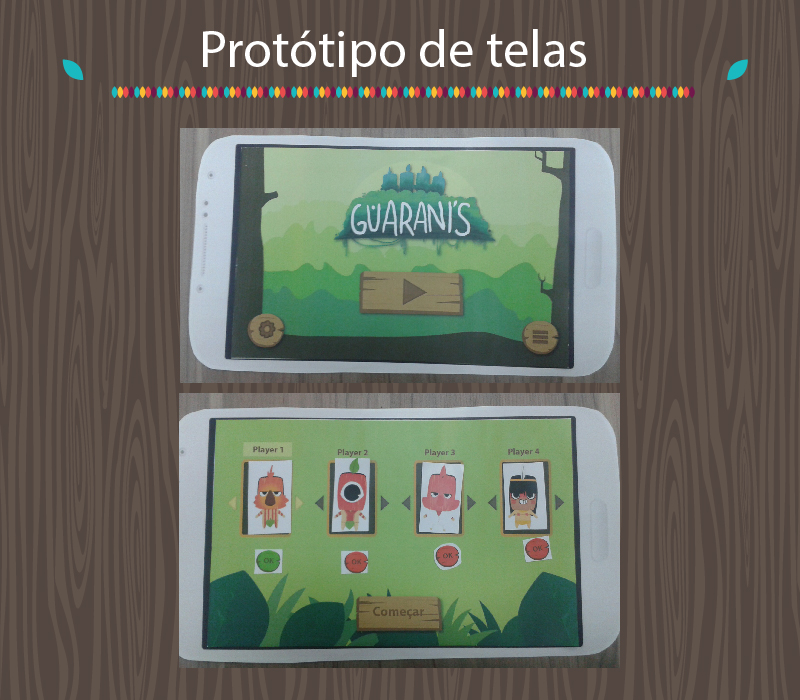 Protótipo de telas
GUARANI'S
Player 1
Player 2
Player 3
Player 4
OK
OK
OK
OK
Começar